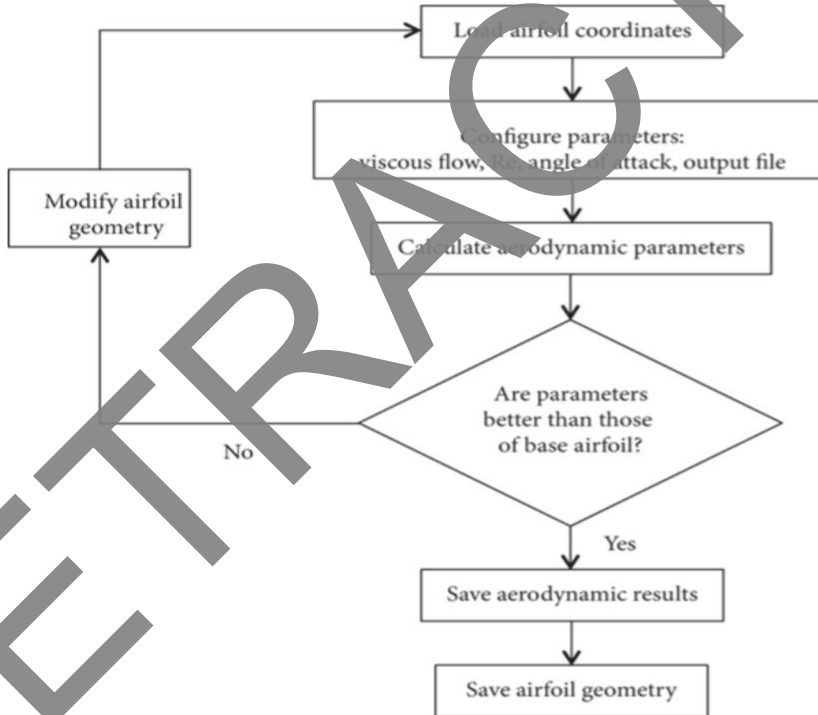 Load airfoil coordinates
Configure parameters:
viscous flow, Re, angle of attack, output file
Modify airfoil
geometry
Calculate aerodynamic parameters
Are parameters
better than those
of base airfoil?
No
Yes
Save aerodynamic results
Save airfoil geometry
ETRACT